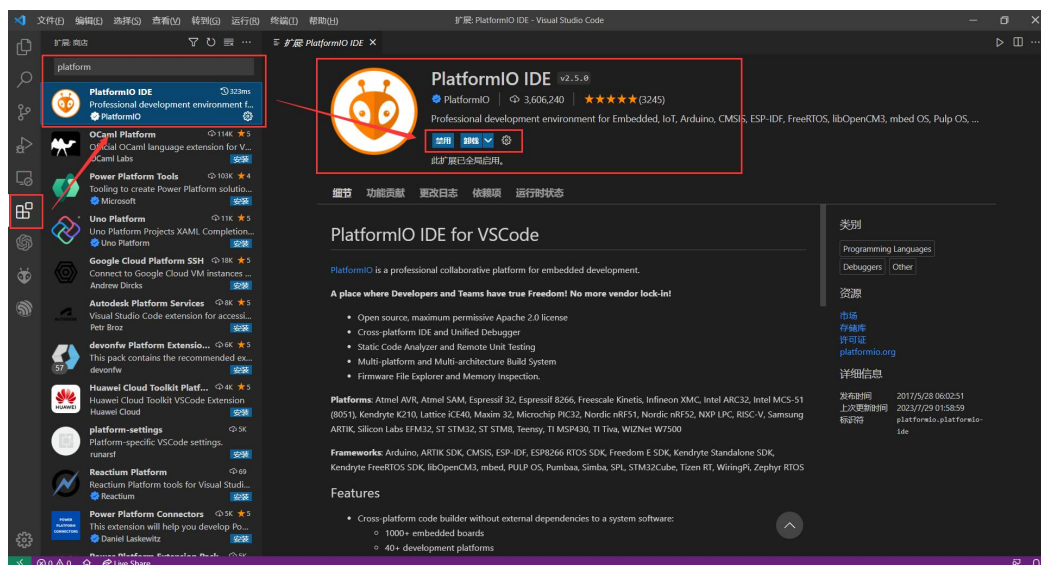 文件(F) 编辑(E) 选择(S) 查看(V) 转到(G) 运行(R) 终端(T) 帮助(H)
扩展: PlatformIO IDE - Visual Studio Code
扩展: 商店
扩展: PlatformIO IDE
platform
PlatformIO IDE 323ms
Professional development environment f...
PlatformIO
OCaml Platform 114K ★5
Official OCaml language extension for V...
OCaml Labs 安装
Power Platform Tools 103K ★4
Tooling to create Power Platform solutio...
Microsoft 安装
Uno Platform 11K ★5
Uno Platform Projects XAML Completion...
Uno Platform 安装
Google Cloud Platform SSH 18K ★5
Connect to Google Cloud VM instances ...
Andrew Dircks 安装
Autodesk Platform Services 8K ★5
Visual Studio Code extension for accessi...
Petr Broz 安装
devonfw Platform Extensio... 6K ★5
This pack contains the recommended ex...
57 devonfw 安装
Huawei Cloud Toolkit Platf... 4K ★5
Huawei Cloud Toolkit VSCode Extension
HUAWEI
Huawei Cloud 安装
platform-settings 5K
Platform-specific VSCode settings.
runarsf 安装
Reactium Platform 69
Reactium Platform tools for Visual Studi...
Reactium 安装
Power Platform Connectors 5K ★5
POWER PLATFORM CONNECTORS
This extension will help you develop Po...
Daniel Laskewitz 安装
Power Platform Extension Pack 5K
0 0 Live Share
PlatformIO IDE v2.5.0
PlatformIO 3,606,240 ★★★★★(3245)
Professional development environment for Embedded, IoT, Arduino, CMSIS, ESP-IDF, FreeRTOS, libOpenCM3, mbed OS, Pulp OS, ...
禁用 卸载
此扩展已全局启用。
细节 功能贡献 更改日志 依赖项 运行时状态
PlatformIO IDE for VSCode
PlatformIO is a professional collaborative platform for embedded development.
A place where Developers and Teams have true Freedom! No more vendor lock-in!
• Open source, maximum permissive Apache 2.0 license
• Cross-platform IDE and Unified Debugger
• Static Code Analyzer and Remote Unit Testing
• Multi-platform and Multi-architecture Build System
• Firmware File Explorer and Memory Inspection.
Platforms: Atmel AVR, Atmel SAM, Espressif 32, Espressif 8266, Freescale Kinetis, Infineon XMC, Intel ARC32, Intel MCS-51
(8051), Kendryte K210, Lattice iCE40, Maxim 32, Microchip PIC32, Nordic nRF51, Nordic nRF52, NXP LPC, RISC-V, Samsung
ARTIK, Silicon Labs EFM32, ST STM32, ST STM8, Teensy, TI MSP430, TI Tiva, WIZNet W7500
Frameworks: Arduino, ARTIK SDK, CMSIS, ESP-IDF, ESP8266 RTOS SDK, Freedom E SDK, Kendryte Standalone SDK,
Kendryte FreeRTOS SDK, libOpenCM3, mbed, PULP OS, Pumbaa, Simba, SPL, STM32Cube, Tizen RT, WiringPi, Zephyr RTOS
Features
• Cross-platform code builder without external dependencies to a system software:
◦ 1000+ embedded boards
◦ 40+ development platforms
类别
Programming Languages
Debuggers Other
资源
市场
存储库
许可证
platformio.org
详细信息
发布时间 2017/5/28 06:02:51
上次更新时间 2023/7/29 01:58:59
标识符 platformio.platformio-
ide